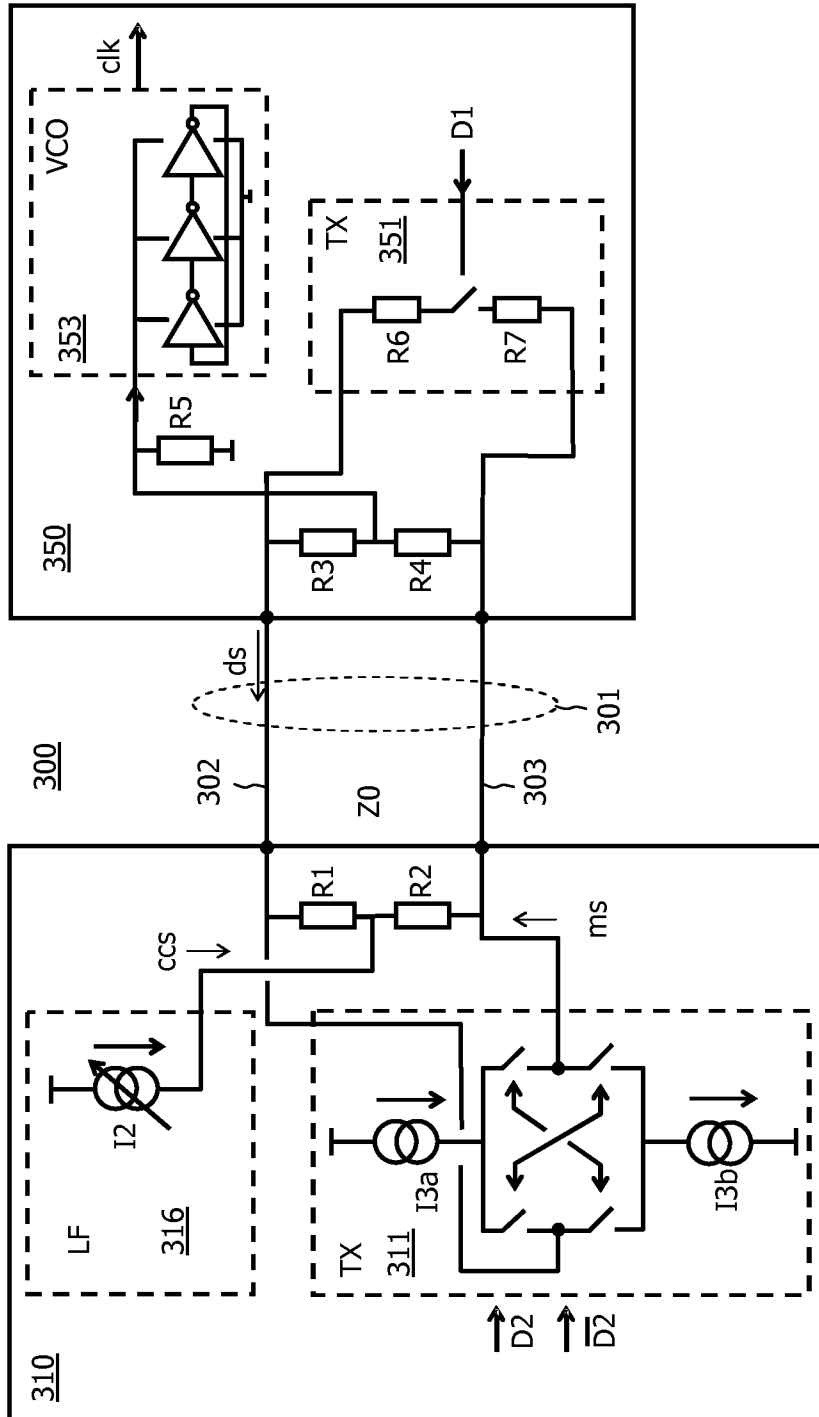 300
310
LF
316
I2
ccs
TX
311
I3a
I3b
D2
D̅2̅
ms
R1
R2
302
Z0
303
ds
301
350
R3
R4
R5
353
VCO
clk
TX
351
R6
R7
D1